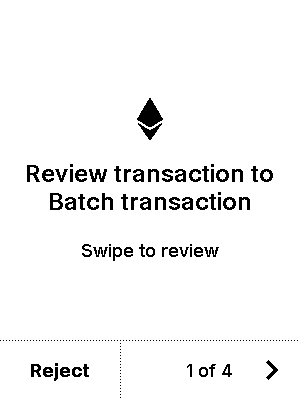 Review transaction to
Batch transaction
Swipe to review
Reject
1 of 4